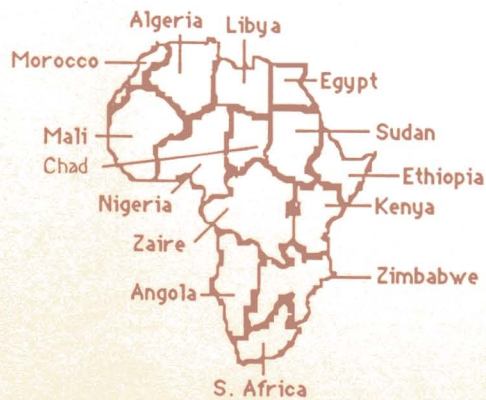 Algeria
Libya
Morocco
Egypt
Mali
Sudan
Chad
Ethiopia
Nigeria
Kenya
Zaire
Zimbabwe
Angola
S. Africa